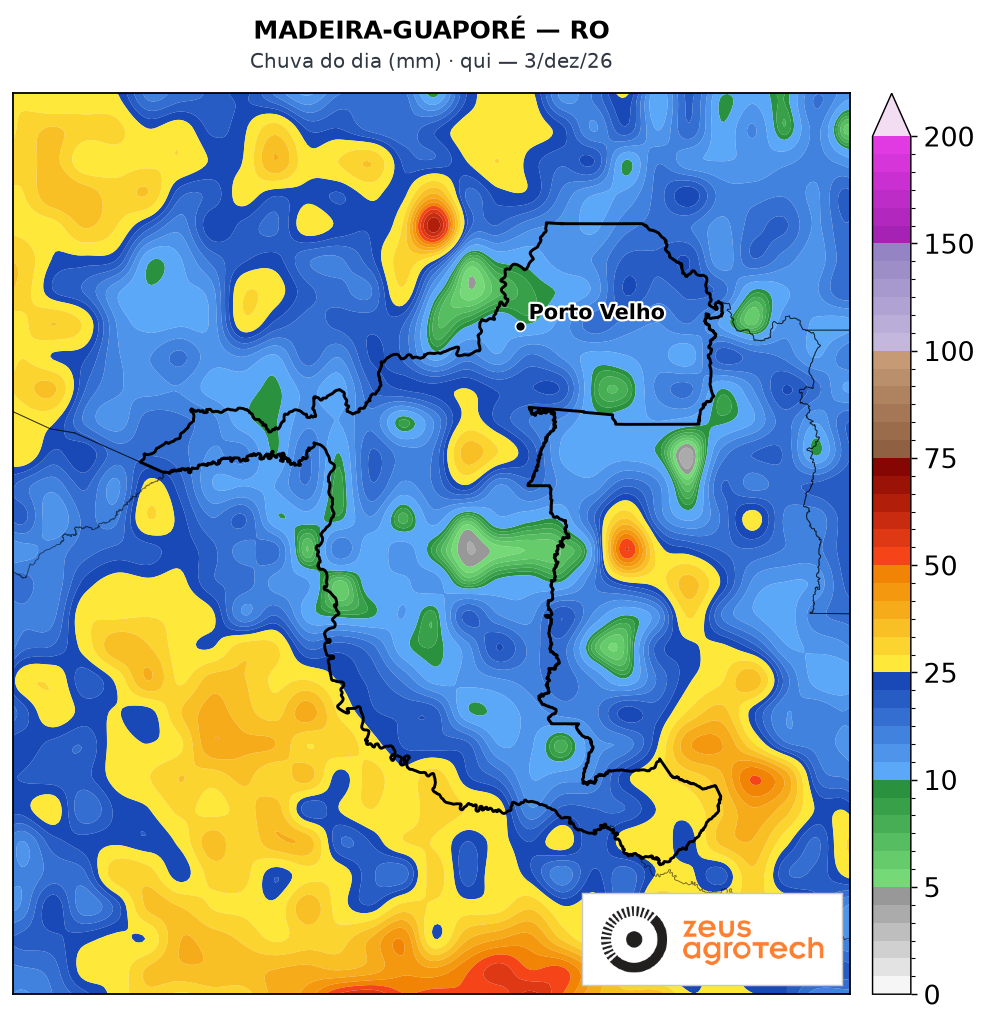 MADEIRA-GUAPORÉ — RO
Chuva do dia (mm) · qui — 3/dez/26
200
150
100
75
50
25
10
5
0
Porto Velho
zeus
agrotech